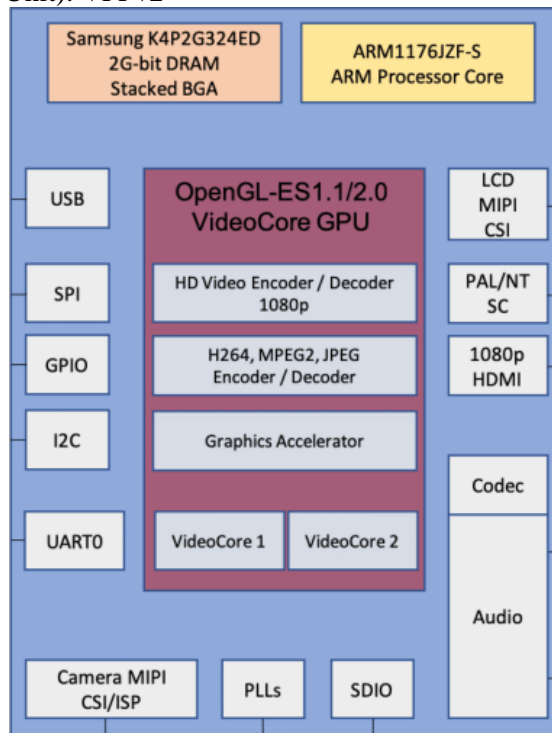 Samsung K4P2G324ED
2G-bit DRAM
Stacked BGA
ARM1176JZF-S
ARM Processor Core
USB
SPI
GPIO
I2C
UART0
OpenGL-ES1.1/2.0
VideoCore GPU
HD Video Encoder / Decoder
1080p
H264, MPEG2, JPEG
Encoder / Decoder
Graphics Accelerator
VideoCore 1
VideoCore 2
LCD
MIPI
CSI
PAL/NT
SC
1080p
HDMI
Codec
Audio
Camera MIPI
CSI/ISP
PLLs
SDIO